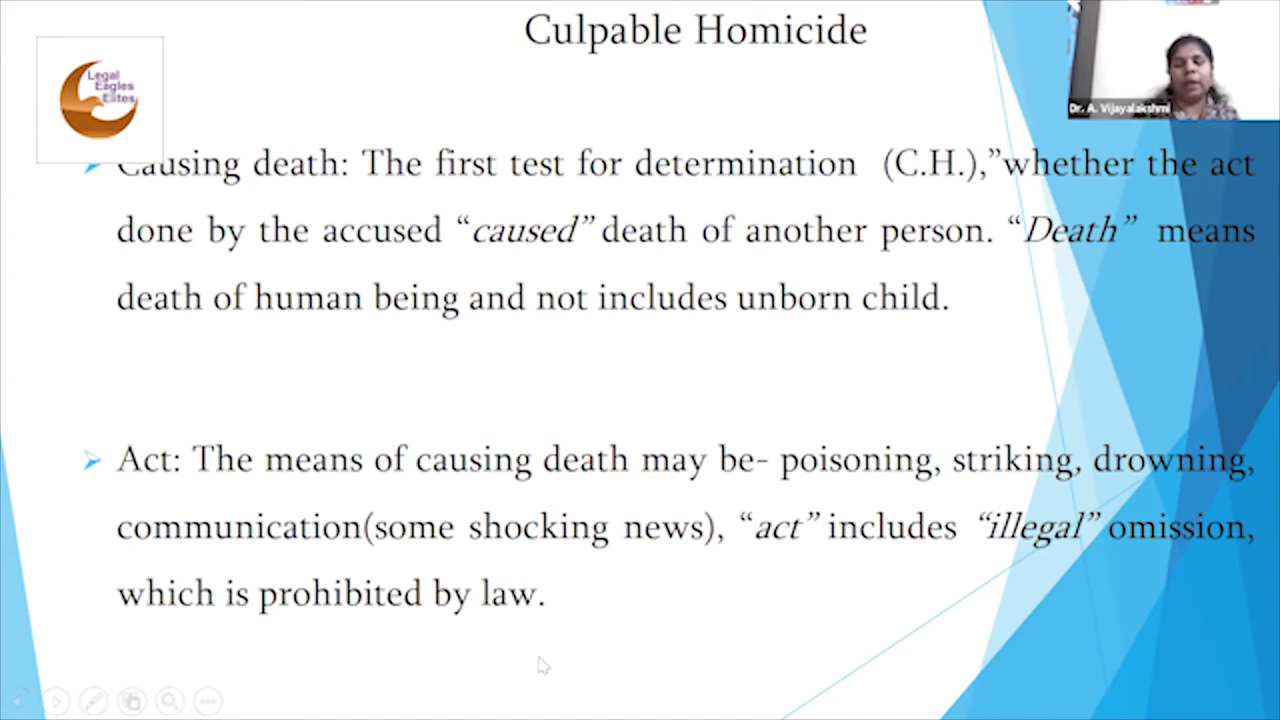 Culpable Homicide
Legal
Eagles
Elites
Dr. A. Vijayalakshmi
Causing death: The first test for determination (C.H.),”whether the act
done by the accused “caused” death of another person. “Death” means
death of human being and not includes unborn child.
Act: The means of causing death may be- poisoning, striking, drowning,
communication(some shocking news), “act” includes “illegal” omission,
which is prohibited by law.